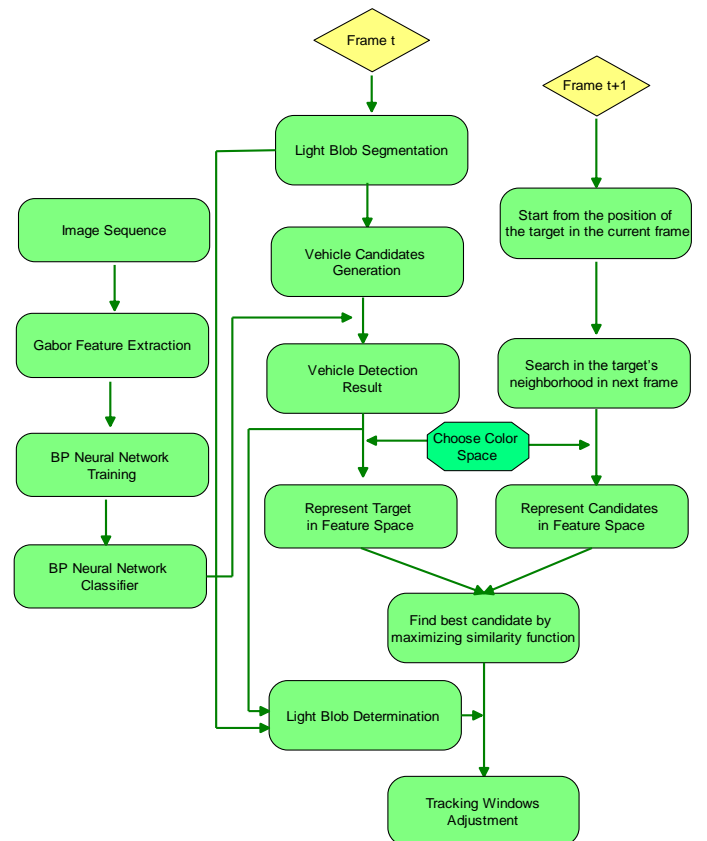 Frame t
Frame t+1
Light Blob Segmentation
Image Sequence
Start from the position of
the target in the current frame
Vehicle Candidates
Generation
Gabor Feature Extraction
Vehicle Detection
Result
Search in the target's
neighborhood in next frame
Choose Color
Space
BP Neural Network
Training
Represent Target
in Feature Space
Represent Candidates
in Feature Space
BP Neural Network
Classifier
Find best candidate by
maximizing similarity function
Light Blob Determination
Tracking Windows
Adjustment